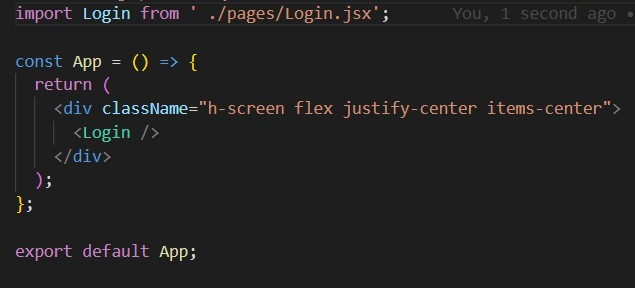 import Login from ' ./pages/Login.jsx'; You, 1 second ago •
const App = () => {
return (
<div className="h-screen flex justify-center items-center">
<Login />
</div>
);
};
export default App;